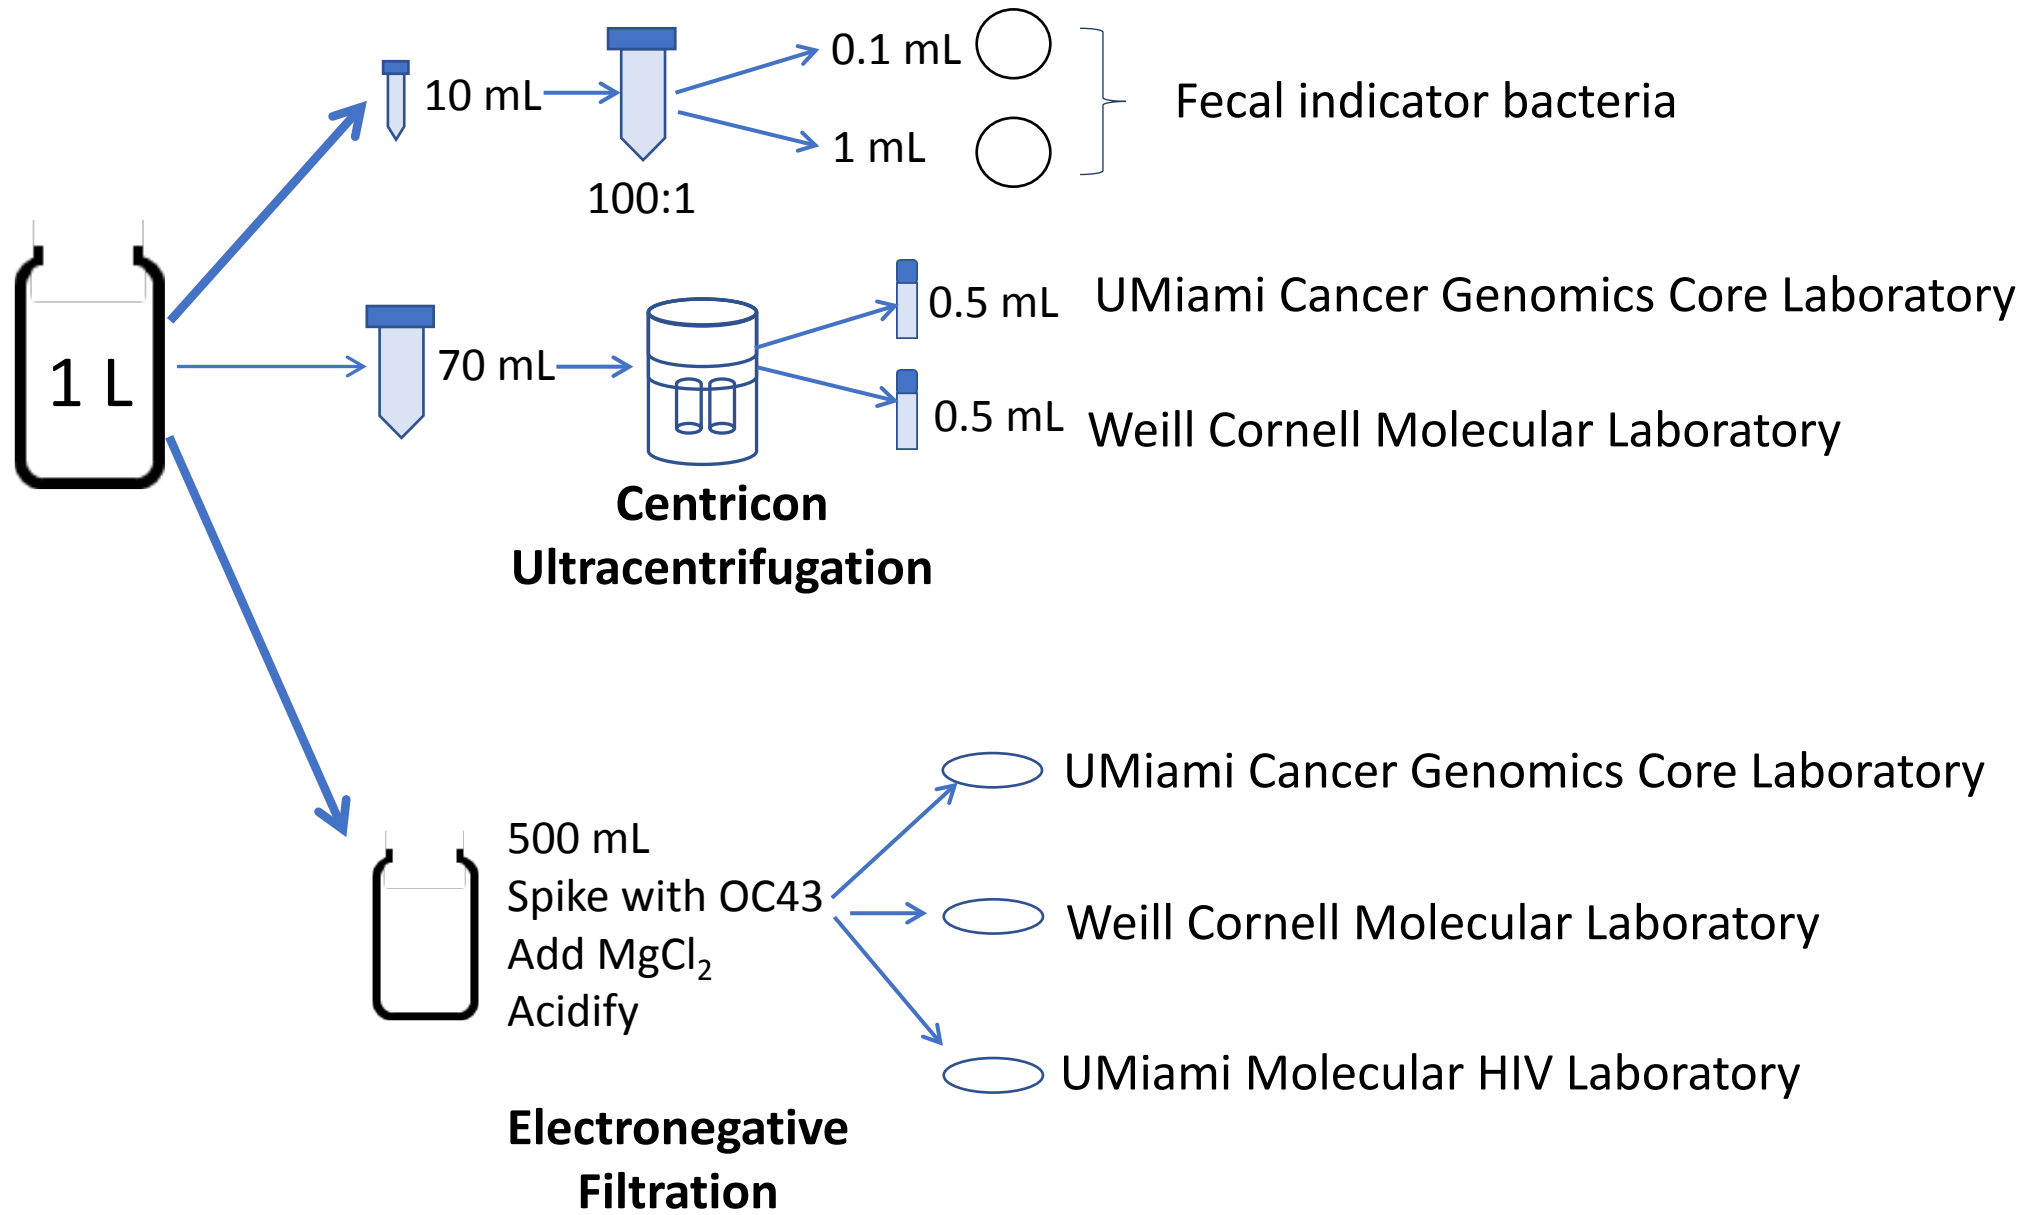 1 L
10 mL
100:1
0.1 mL
1 mL
Fecal indicator bacteria
70 mL
Centricon
Ultracentrifugation
0.5 mL
UMiami Cancer Genomics Core Laboratory
0.5 mL
Weill Cornell Molecular Laboratory
500 mL
Spike with OC43
Add MgCl₂
Acidify
Electronegative
Filtration
UMiami Cancer Genomics Core Laboratory
Weill Cornell Molecular Laboratory
UMiami Molecular HIV Laboratory